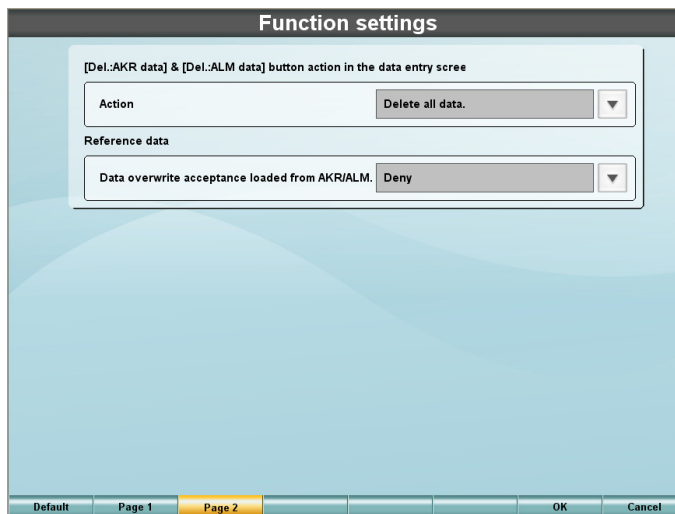 Function settings
[Del.:AKR data] & [Del.:ALM data] button action in the data entry scree
Action Delete all data.
Reference data
Data overwrite acceptance loaded from AKR/ALM. Deny
Default Page 1 Page 2 OK Cancel